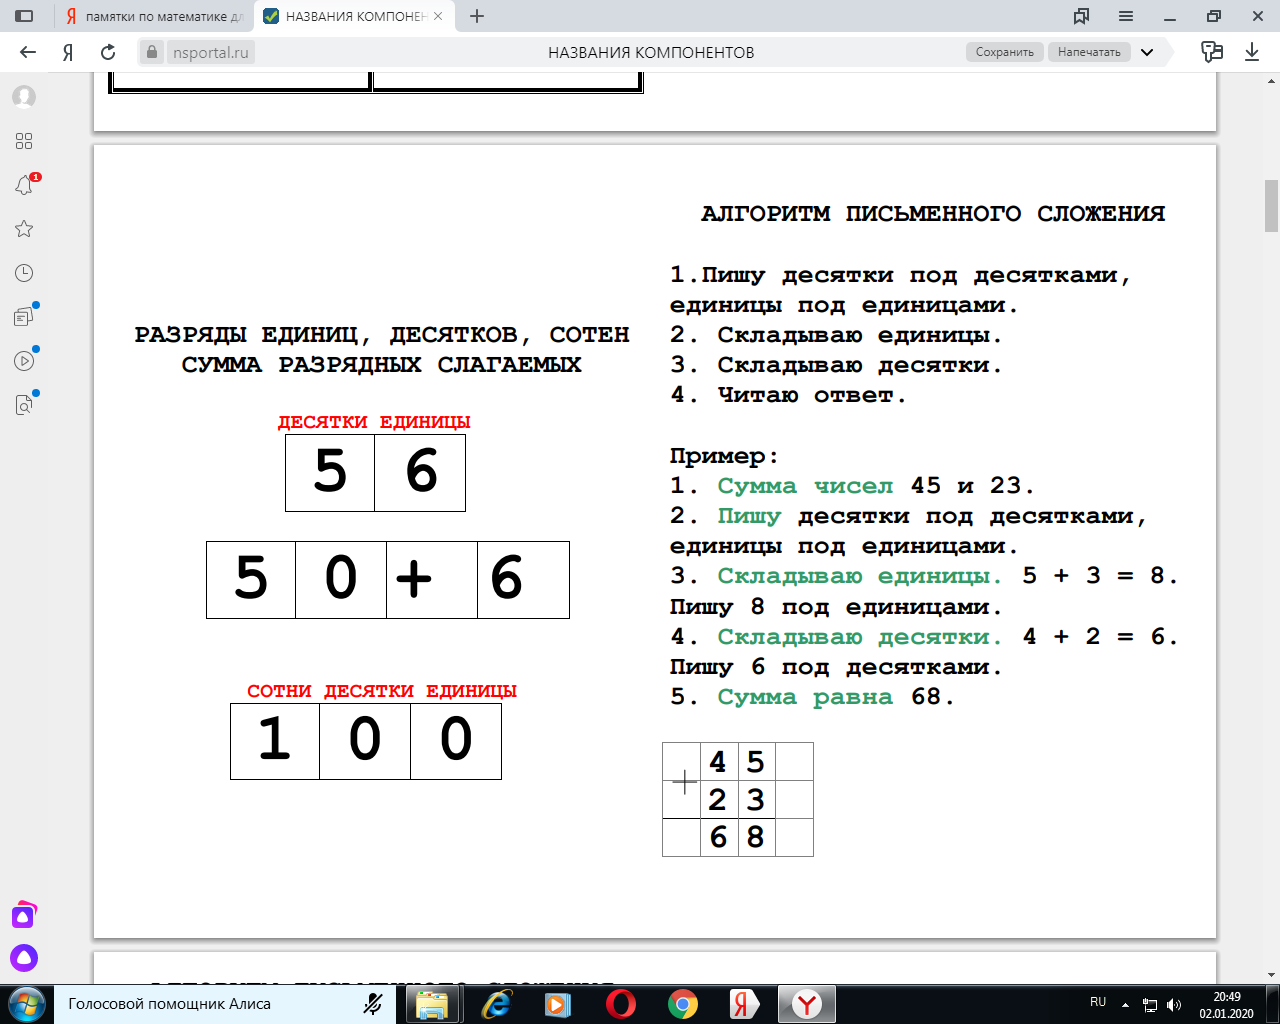 памятки по математике дл
НАЗВАНИЯ КОМПОНЕН
nsportal.ru
НАЗВАНИЯ КОМПОНЕНТОВ
Сохранить
Напечатать
1
РАЗРЯДЫ ЕДИНИЦ, ДЕСЯТКОВ, СОТЕН
СУММА РАЗРЯДНЫХ СЛАГАЕМЫХ
ДЕСЯТКИ ЕДИНИЦЫ
5 6
5 0 + 6
СОТНИ ДЕСЯТКИ ЕДИНИЦЫ
1 0 0
АЛГОРИТМ ПИСЬМЕННОГО СЛОЖЕНИЯ
1.Пишу десятки под десятками,
единицы под единицами.
2. Складываю единицы.
3. Складываю десятки.
4. Читаю ответ.
Пример:
1. Сумма чисел 45 и 23.
2. Пишу десятки под десятками,
единицы под единицами.
3. Складываю единицы. 5 + 3 = 8.
Пишу 8 под единицами.
4. Складываю десятки. 4 + 2 = 6.
Пишу 6 под десятками.
5. Сумма равна 68.
4 5
+
2 3
6 8
Голосовой помощник Алиса
RU
20:49
02.01.2020